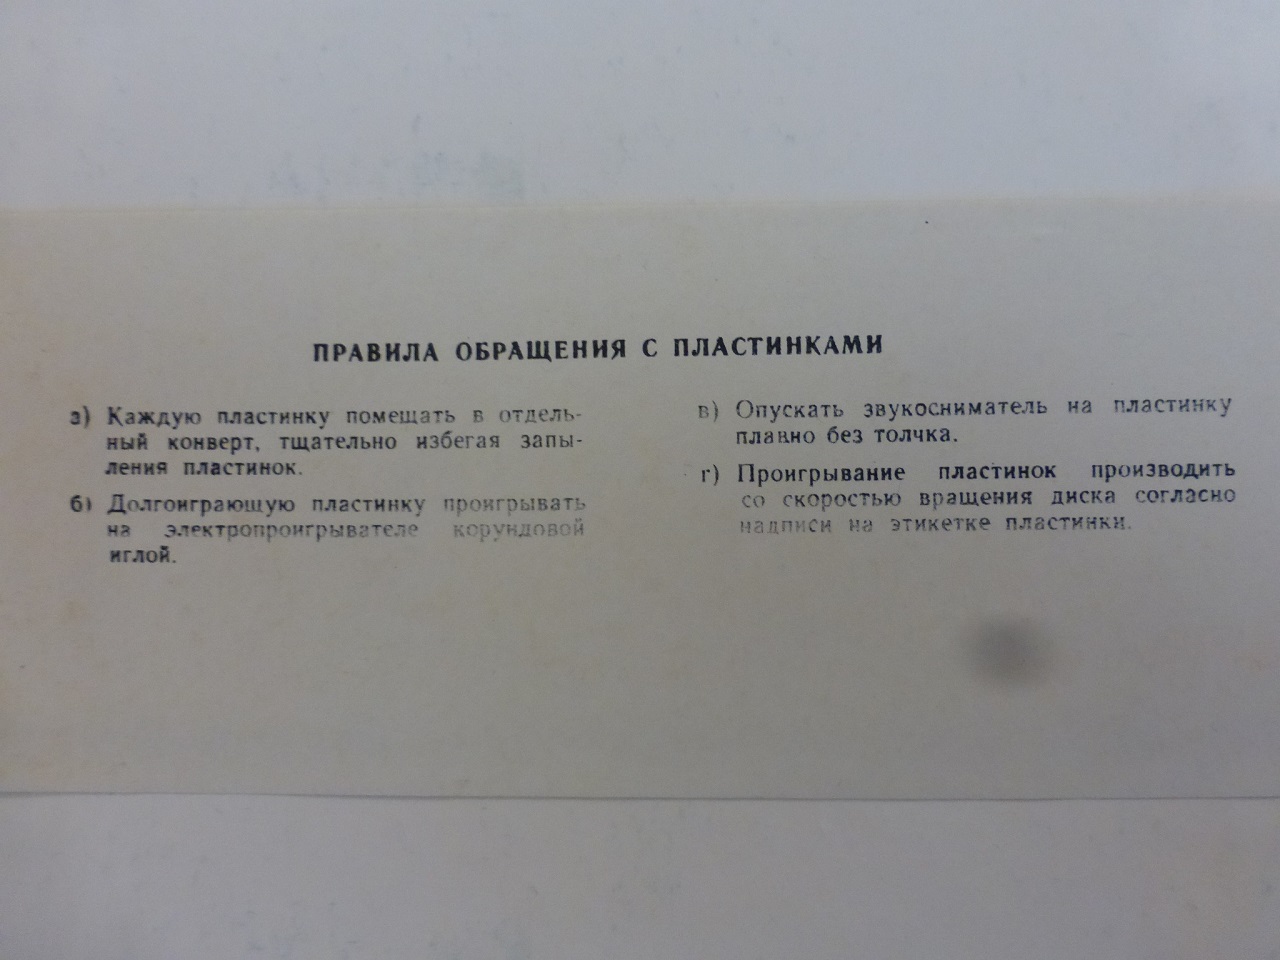 ПРАВИЛА ОБРАЩЕНИЯ С ПЛАСТИНКАМИ
а) Каждую пластинку помещать в отдель-
ный конверт, тщательно избегая запы-
ления пластинок.
б) Долгоиграющую пластинку проигрывать
на электропроигрывателе корундовой
иглой.
в) Опускать звукосниматель на пластинку
плавно без толчка.
г) Проигрывание пластинок производить
со скоростью вращения диска согласно
надписи на этикетке пластинки.